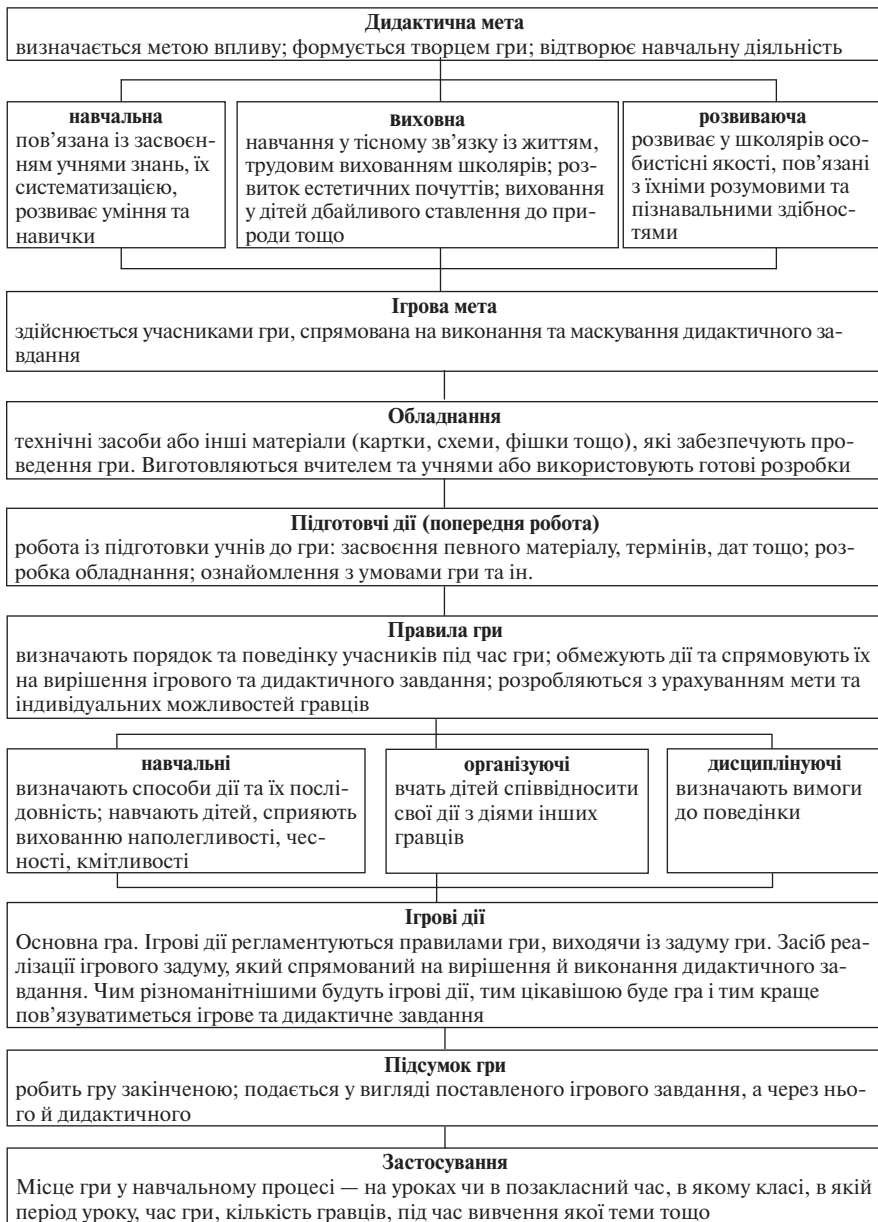 Дидактична мета
визначається метою впливу; формується творцем гри; відтворює навчальну діяльність
навчальна
пов'язана із засвоєн-
ням учнями знань, їх
систематизацією,
розвиває уміння та
навички
виховна
навчання у тісному зв'язку із життям,
трудовим вихованням школярів; роз-
виток естетичних почуттів; виховання
у дітей дбайливого ставлення до при-
роди тощо
розвиваюча
розвиває у школярів осо-
бистісні якості, пов'язані
з їхніми розумовими та
пізнавальними здібнос-
тями
Ігрова мета
здійснюється учасниками гри, спрямована на виконання та маскування дидактичного за-
вдання
Обладнання
технічні засоби або інші матеріали (картки, схеми, фішки тощо), які забезпечують про-
ведення гри. Виготовляються вчителем та учнями або використовують готові розробки
Підготовчі дії (попередня робота)
робота із підготовки учнів до гри: засвоєння певного матеріалу, термінів, дат тощо; роз-
робка обладнання; ознайомлення з умовами гри та ін.
Правила гри
визначають порядок та поведінку учасників під час гри; обмежують дії та спрямовують їх
на вирішення ігрового та дидактичного завдання; розробляються з урахуванням мети та
індивідуальних можливостей гравців
навчальні
визначають способи дії та їх послі-
довність; навчають дітей, сприяють
вихованню наполегливості, чес-
ності, кмітливості
організуючі
вчать дітей співвідносити
свої дії з діями інших
гравців
дисциплінуючі
визначають вимоги
до поведінки
Ігрові дії
Основна гра. Ігрові дії регламентуються правилами гри, виходячи із задуму гри. Засіб реа-
лізації ігрового задуму, який спрямований на вирішення й виконання дидактичного за-
вдання. Чим різноманітнішими будуть ігрові дії, тим цікавішою буде гра і тим краще
пов'язуватиметься ігрове та дидактичне завдання
Підсумок гри
робить гру закінченою; подається у вигляді поставленого ігрового завдання, а через ньо-
го й дидактичного
Застосування
Місце гри у навчальному процесі — на уроках чи в позакласний час, в якому класі, в якій
період уроку, час гри, кількість гравців, під час вивчення якої теми тощо